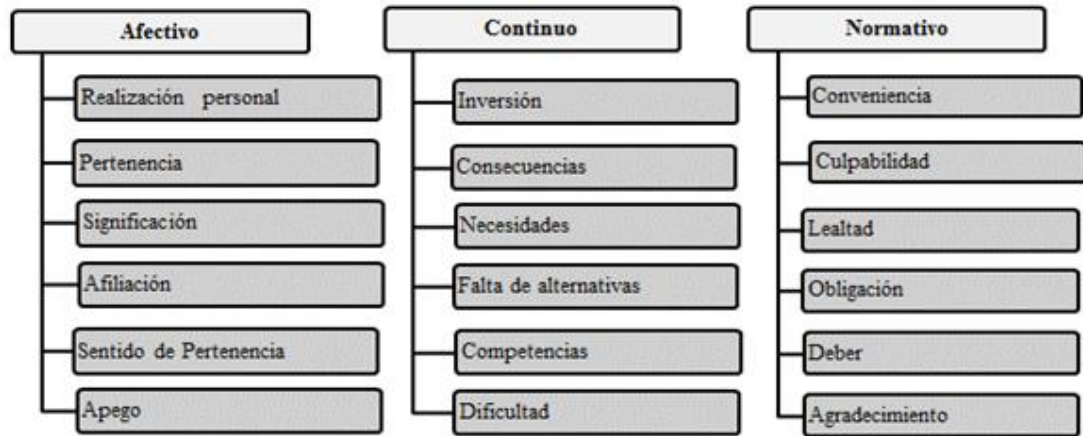 Afectivo
Realización personal
Pertenencia
Significación
Afiliación
Sentido de Pertenencia
Apego
Continuo
Inversión
Consecuencias
Necesidades
Falta de alternativas
Competencias
Dificultad
Normativo
Conveniencia
Culpabilidad
Lealtad
Obligación
Deber
Agradecimiento